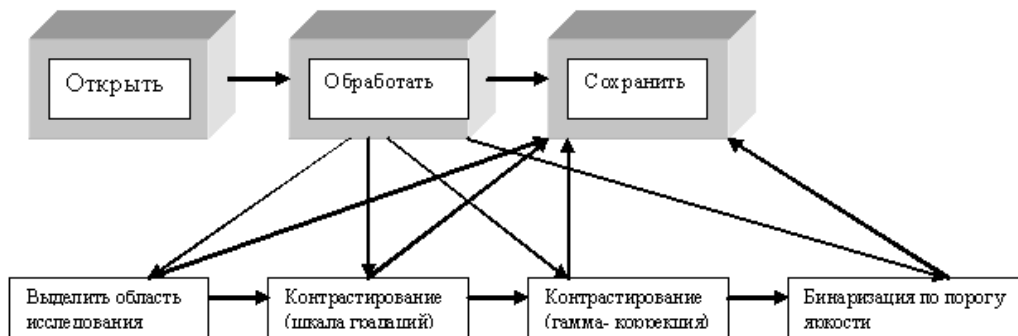 Открыть
Обработать
Сохранить
Выделить область
исследования
Контрастирование
(шкала градаций)
Контрастирование
(гамма- коррекция)
Бинаризация по порогу
яркости